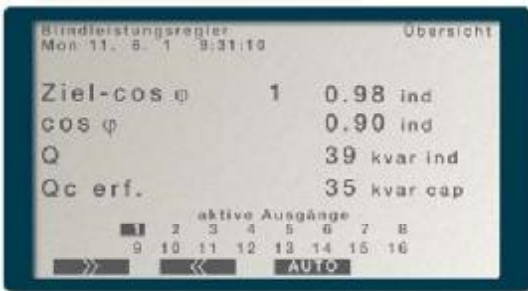 Blindleistungsregler Übersicht
Mon 11. 6. 1 9:31:10
Ziel-cos φ 1 0.98 ind
cos φ 0.90 ind
Q 39 kvar ind
Qc erf. 35 kvar cap
aktive Ausgänge
1 2 3 4 5 6 7 8
9 10 11 12 13 14 15 16
>> << AUTO